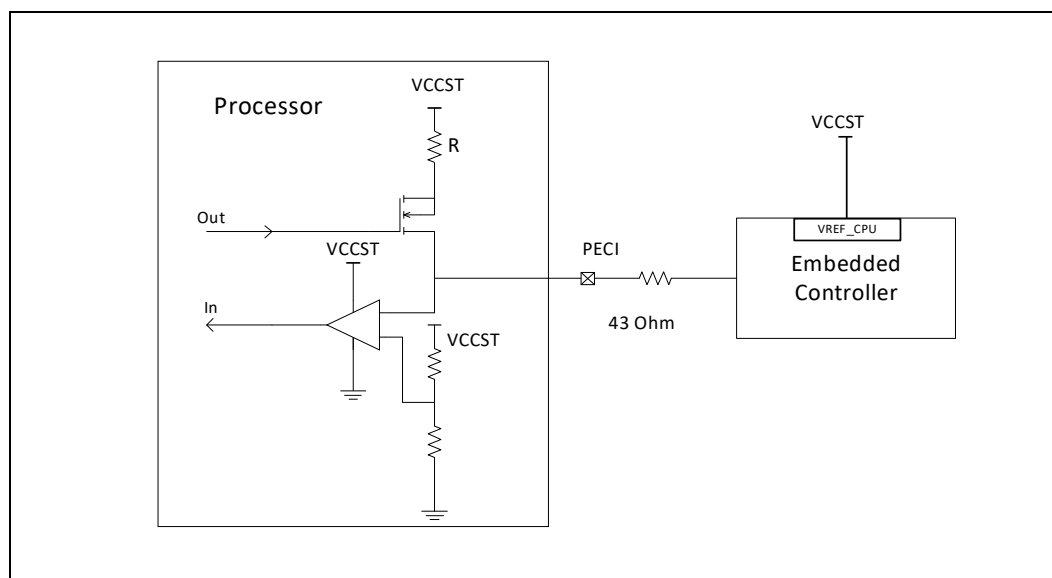 Processor
VCCST
R
Out
VCCST
In
VCCST
PECI
43 Ohm
VCCST
VREF_CPU
Embedded
Controller